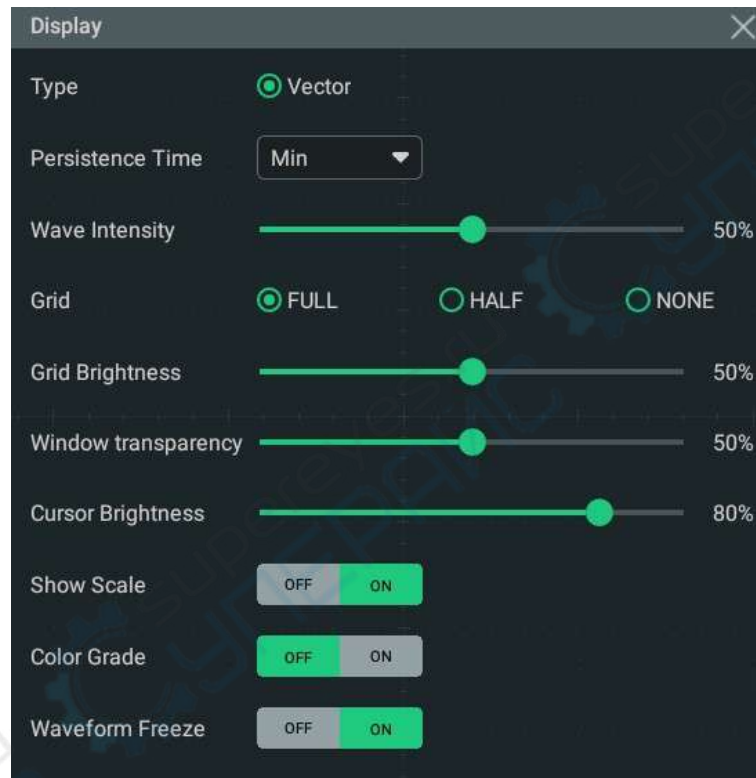 Display
Type Vector
Persistence Time Min
Wave Intensity 50%
Grid FULL HALF NONE
Grid Brightness 50%
Window transparency 50%
Cursor Brightness 80%
Show Scale OFF ON
Color Grade OFF ON
Waveform Freeze OFF ON